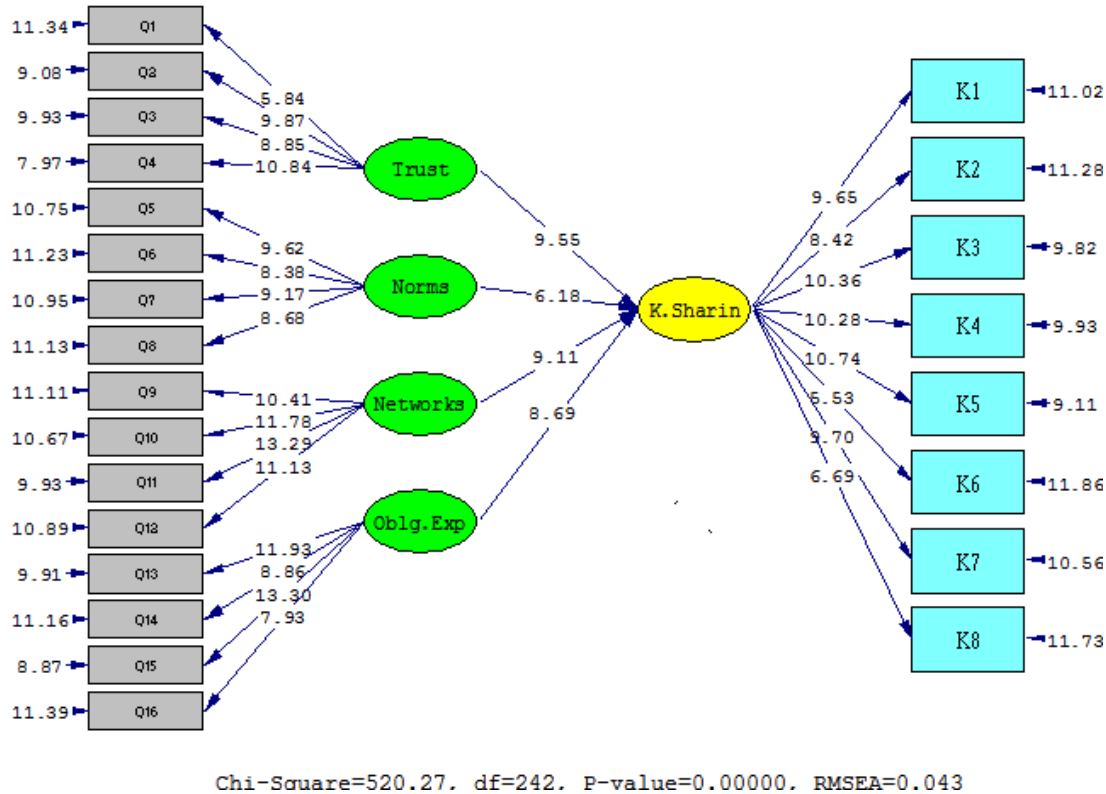 11.34 Q1
9.08 Q2
9.93 Q3
7.97 Q4
10.75 Q5
11.23 Q6
10.95 Q7
11.13 Q8
11.11 Q9
10.67 Q10
9.93 Q11
10.89 Q12
9.91 Q13
11.16 Q14
8.87 Q15
11.39 Q16
5.84
9.87
8.85
10.84
9.62
8.38
9.17
8.68
10.41
11.78
13.29
11.13
11.93
8.86
13.30
7.93
Trust
Norms
Networks
Oblg.Exp
9.55
6.18
9.11
8.69
K.Sharin
9.65
8.42
10.36
10.28
10.74
5.53
9.70
6.69
K1 11.02
K2 11.28
K3 9.82
K4 9.93
K5 9.11
K6 11.86
K7 10.56
K8 11.73
Chi-Square=520.27, df=242, P-value=0.00000, RMSEA=0.043